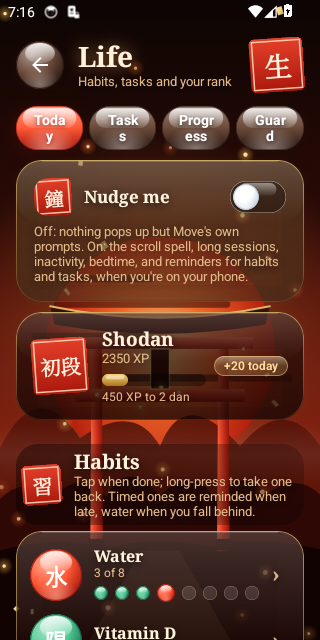 7:16
Life
Habits, tasks and your rank
生
Toda
y
Task
s
Progr
ess
Guar
d
鐘
Nudge me
Off: nothing pops up but Move's own
prompts. On: the scroll spell, long sessions,
inactivity, bedtime, and reminders for habits
and tasks, when you're on your phone.
初段
Shodan
2350 XP
+20 today
450 XP to 2 dan
習
Habits
Tap when done; long-press to take one
back. Timed ones are reminded when
late, water when you fall behind.
水
Water
3 of 8
›
Vitamin D